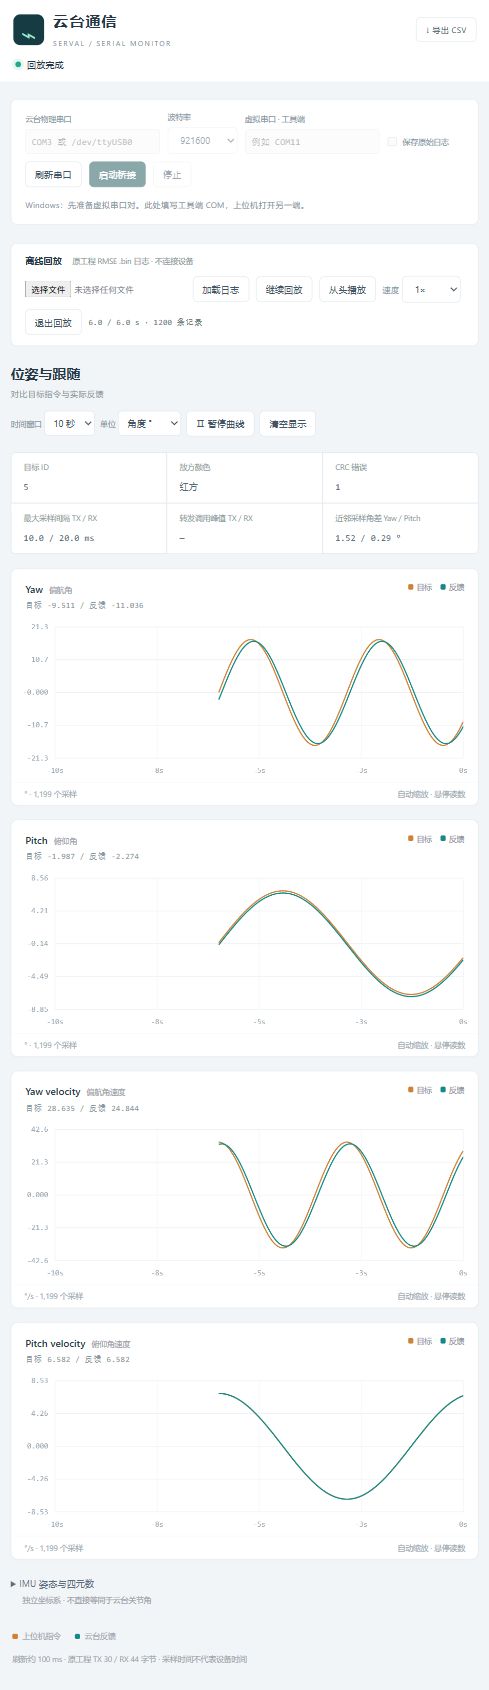 云台通信
SERVAL / SERIAL MONITOR
↓ 导出 CSV
回放完成
云台物理串口 波特率 虚拟串口 · 工具端
COM3 或 /dev/ttyUSB0 921600 例如 COM11 保存原始日志
刷新串口 启动桥接 停止
Windows：先准备虚拟串口对。此处填写工具端 COM，上位机打开另一端。
离线回放 原工程 RMSE .bin 日志 · 不连接设备
选择文件 未选择任何文件 加载日志 继续回放 从头播放 速度 1×
退出回放 6.0 / 6.0 s · 1200 条记录
位姿与跟随
对比目标指令与实际反馈
时间窗口 10 秒 单位 角度 ° II 暂停曲线 清空显示
目标 ID 敌方颜色 CRC 错误
5 红方 1
最大采样间隔 TX / RX 转发调用峰值 TX / RX 近邻采样角差 Yaw / Pitch
10.0 / 20.0 ms — 1.52 / 0.29 °
Yaw 偏航角 目标 反馈
目标 -9.511 / 反馈 -11.036
21.3
10.7
-0.000
-10.7
-21.3
-10s -8s -5s -3s 0s
° · 1,199 个采样 自动缩放 · 悬停读数
Pitch 俯仰角 目标 反馈
目标 -1.987 / 反馈 -2.274
8.56
4.21
-0.14
-4.49
-8.85
-10s -8s -5s -3s 0s
° · 1,199 个采样 自动缩放 · 悬停读数
Yaw velocity 偏航角速度 目标 反馈
目标 28.635 / 反馈 24.844
42.6
21.3
0.000
-21.3
-42.6
-10s -8s -5s -3s 0s
°/s · 1,199 个采样 自动缩放 · 悬停读数
Pitch velocity 俯仰角速度 目标 反馈
目标 6.582 / 反馈 6.582
8.53
4.26
0.000
-4.26
-8.53
-10s -8s -5s -3s 0s
°/s · 1,199 个采样 自动缩放 · 悬停读数
▶ IMU 姿态与四元数
独立坐标系 · 不直接等同于云台关节角
上位机指令 云台反馈
刷新约 100 ms · 原工程 TX 30 / RX 44 字节 · 采样时间不代表设备时间